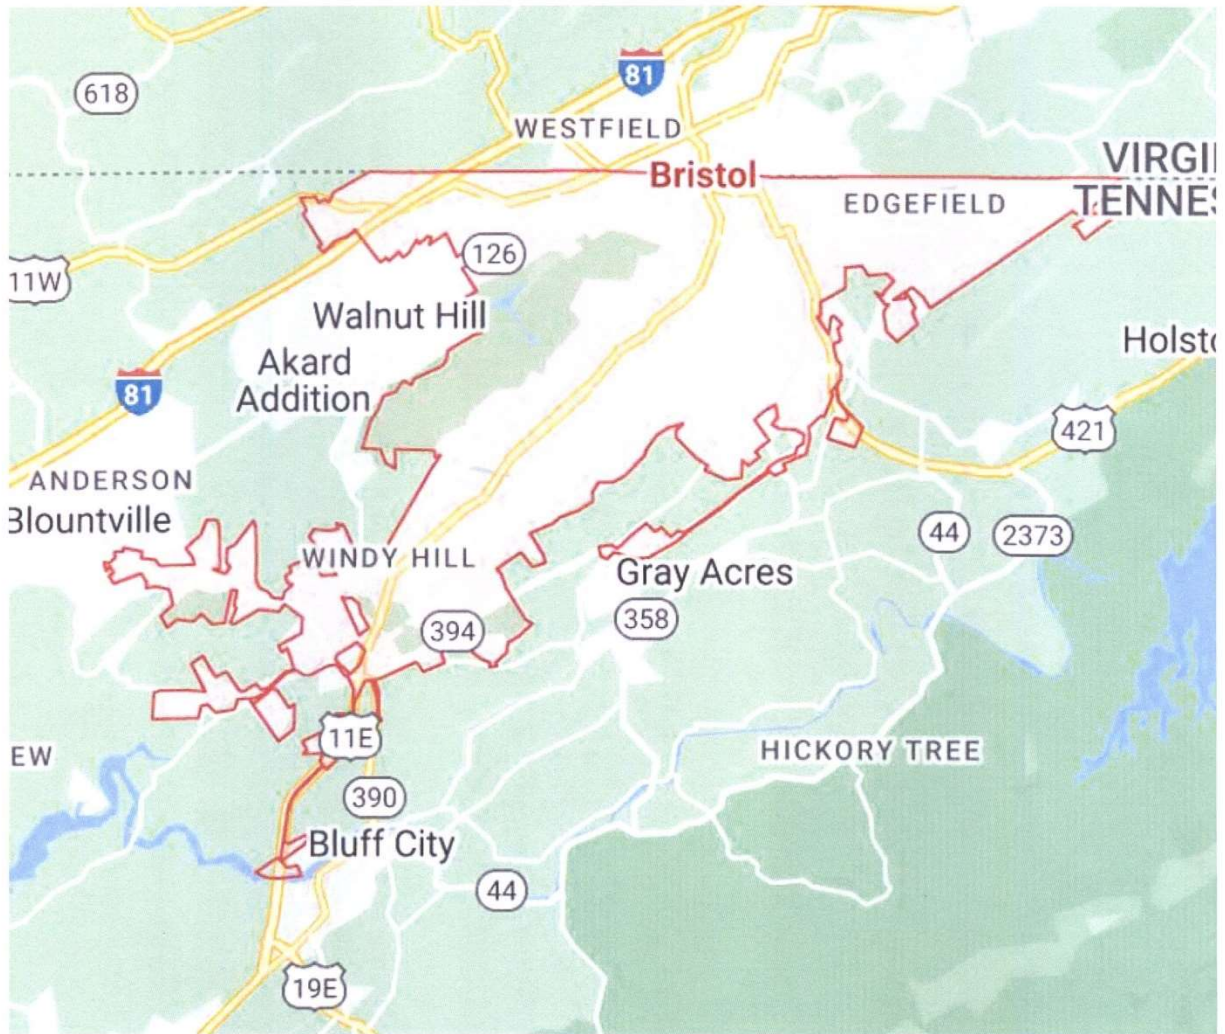 81
618
WESTFIELD
Bristol
VIRGI
TENNES
EDGEFIELD
126
11W
Walnut Hill
Holst
Akard
Addition
81
421
ANDERSON
Blountville
44
2373
WINDY HILL
Gray Acres
358
394
11E
EW
HICKORY TREE
390
Bluff City
44
19E